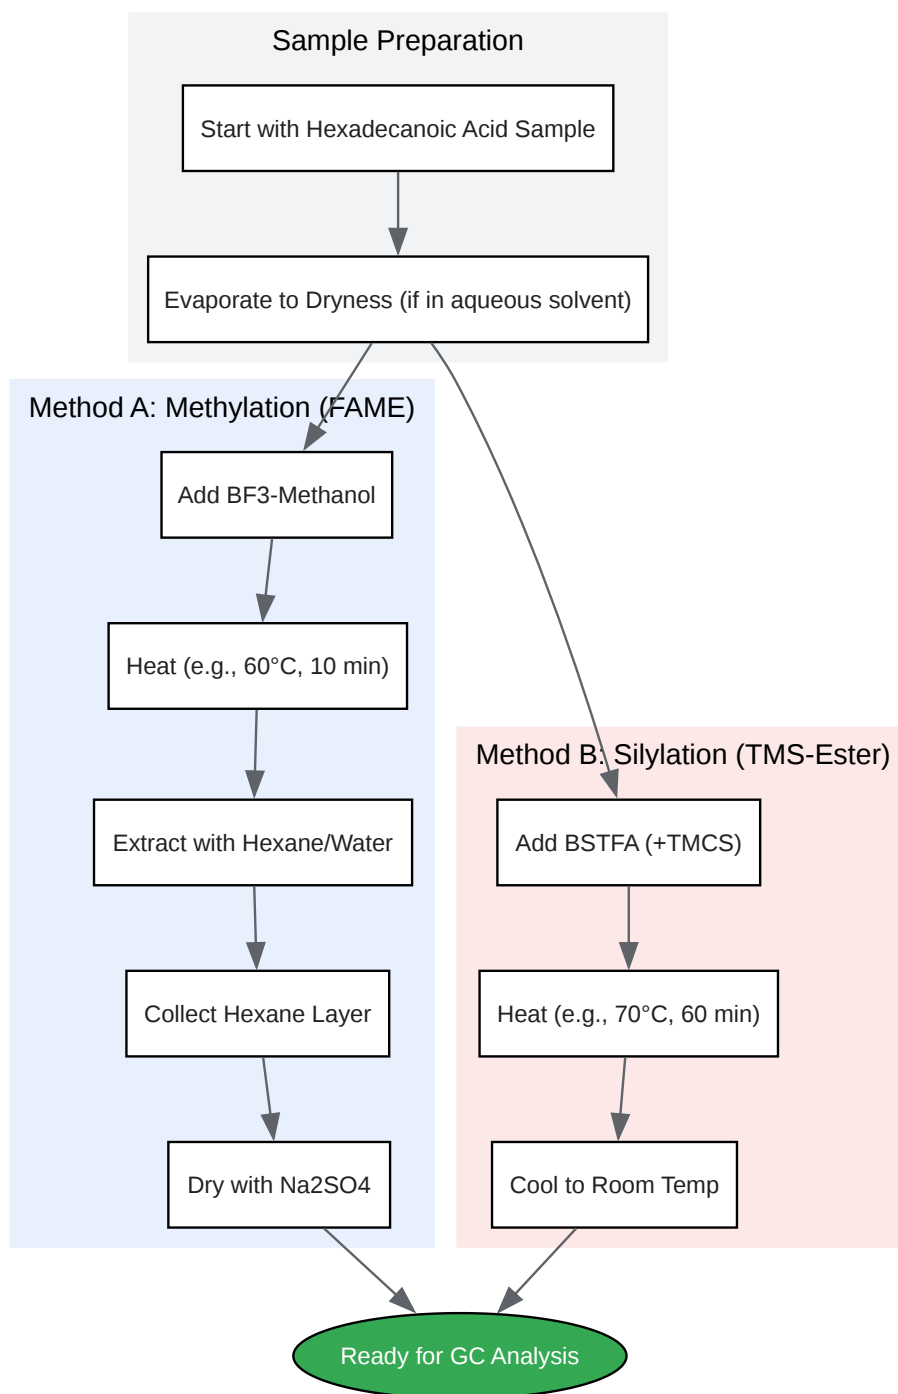 Sample Preparation
Start with Hexadecanoic Acid Sample
Evaporate to Dryness (if in aqueous solvent)
Method A: Methylation (FAME)
Add BF3-Methanol
Heat (e.g., 60°C, 10 min)
Extract with Hexane/Water
Collect Hexane Layer
Dry with Na2SO4
Method B: Silylation (TMS-Ester)
Add BSTFA (+TMCS)
Heat (e.g., 70°C, 60 min)
Cool to Room Temp
Ready for GC Analysis